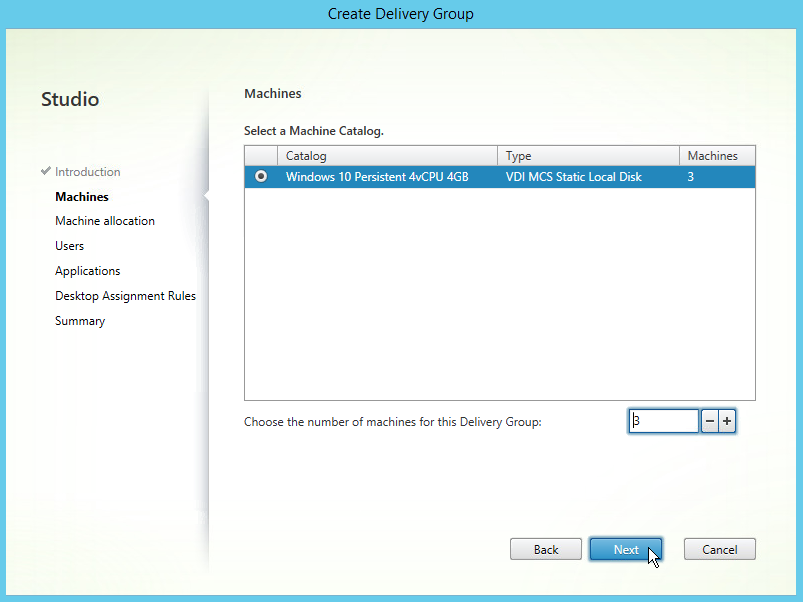 Create Delivery Group
Studio
Introduction
Machines
Machine allocation
Users
Applications
Desktop Assignment Rules
Summary
Machines
Select a Machine Catalog.
Catalog Type Machines
Windows 10 Persistent 4vCPU 4GB VDI MCS Static Local Disk 3
Choose the number of machines for this Delivery Group: 3 − +
Back Next Cancel